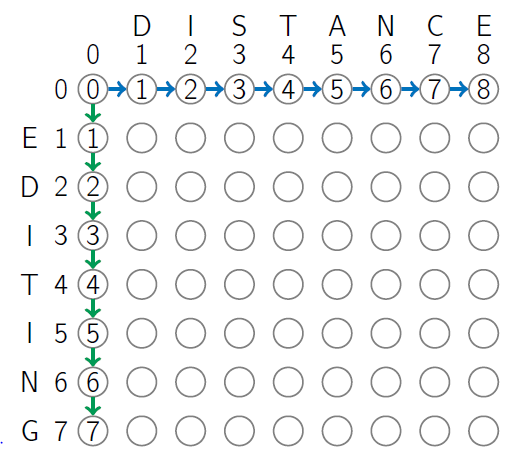 D I S T A N C E
0 1 2 3 4 5 6 7 8
0 0 1 2 3 4 5 6 7 8
E 1 1
D 2 2
I 3 3
T 4 4
I 5 5
N 6 6
G 7 7